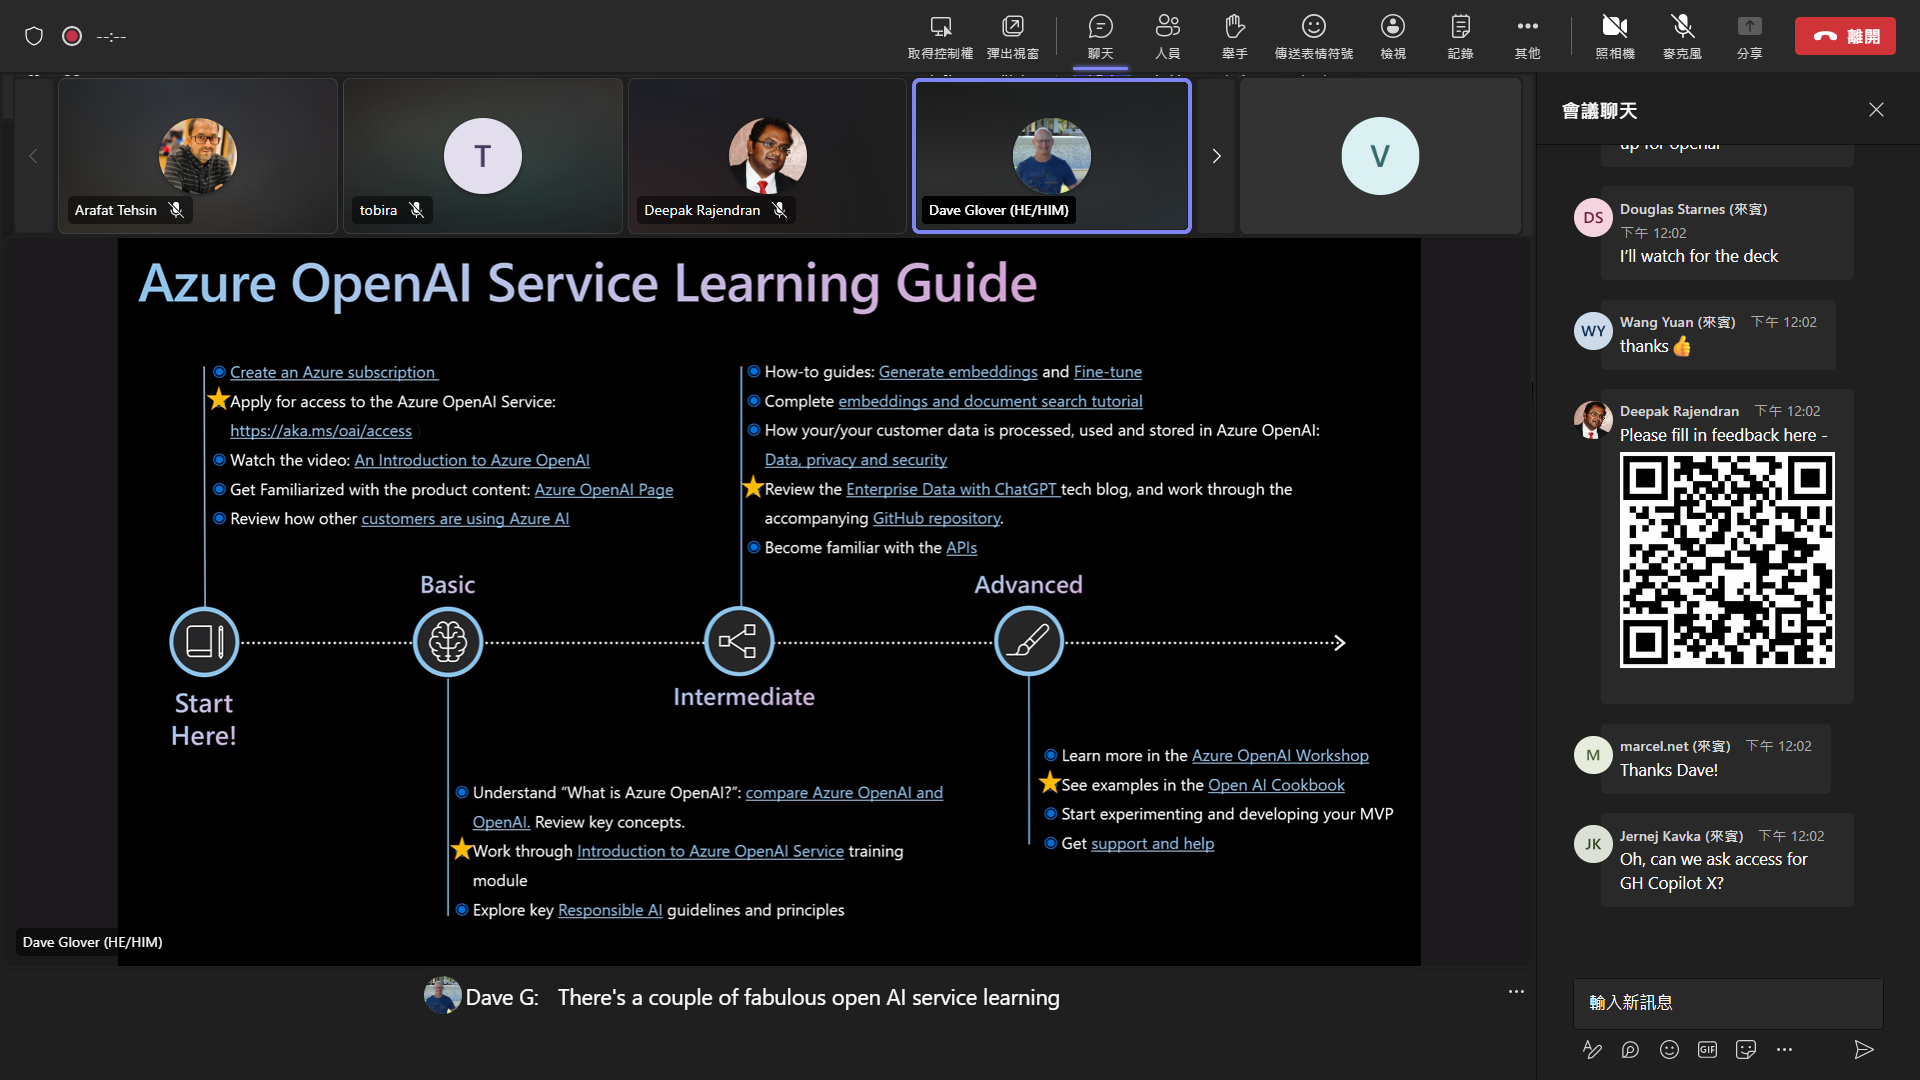 --:--
取得控制權
彈出視窗
聊天
人員
舉手
傳送表情符號
檢視
記錄
其他
照相機
麥克風
分享
離開
Arafat Tehsin
T
tobira
Deepak Rajendran
Dave Glover (HE/HIM)
V
Azure OpenAI Service Learning Guide
Create an Azure subscription
Apply for access to the Azure OpenAI Service:
https://aka.ms/oai/access
Watch the video: An Introduction to Azure OpenAI
Get Familiarized with the product content: Azure OpenAI Page
Review how other customers are using Azure AI
How-to guides: Generate embeddings and Fine-tune
Complete embeddings and document search tutorial
How your/your customer data is processed, used and stored in Azure OpenAI:
Data, privacy and security
Review the Enterprise Data with ChatGPT tech blog, and work through the
accompanying GitHub repository.
Become familiar with the APIs
Basic
Advanced
Start
Here!
Intermediate
Understand “What is Azure OpenAI?”: compare Azure OpenAI and
OpenAI. Review key concepts.
Work through Introduction to Azure OpenAI Service training
module
Explore key Responsible AI guidelines and principles
Learn more in the Azure OpenAI Workshop
See examples in the Open AI Cookbook
Start experimenting and developing your MVP
Get support and help
Dave Glover (HE/HIM)
Dave G: There's a couple of fabulous open AI service learning
會議聊天
up for openai
DS
Douglas Starnes (來賓)
下午 12:02
I’ll watch for the deck
WY
Wang Yuan (來賓) 下午 12:02
thanks
Deepak Rajendran 下午 12:02
Please fill in feedback here -
M
marcel.net (來賓) 下午 12:02
Thanks Dave!
JK
Jernej Kavka (來賓) 下午 12:02
Oh, can we ask access for
GH Copilot X?
輸入新訊息
GIF